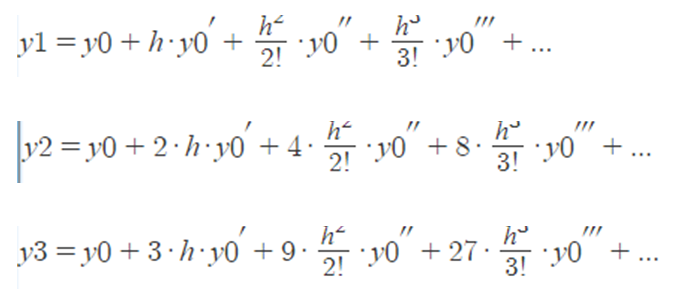 y1 = y0 + h·y0′ + h²/2! ·y0″ + h³/3! ·y0‴ + ...
y2 = y0 + 2·h·y0′ + 4· h²/2! ·y0″ + 8· h³/3! ·y0‴ + ...
y3 = y0 + 3·h·y0′ + 9· h²/2! ·y0″ + 27· h³/3! ·y0‴ + ...